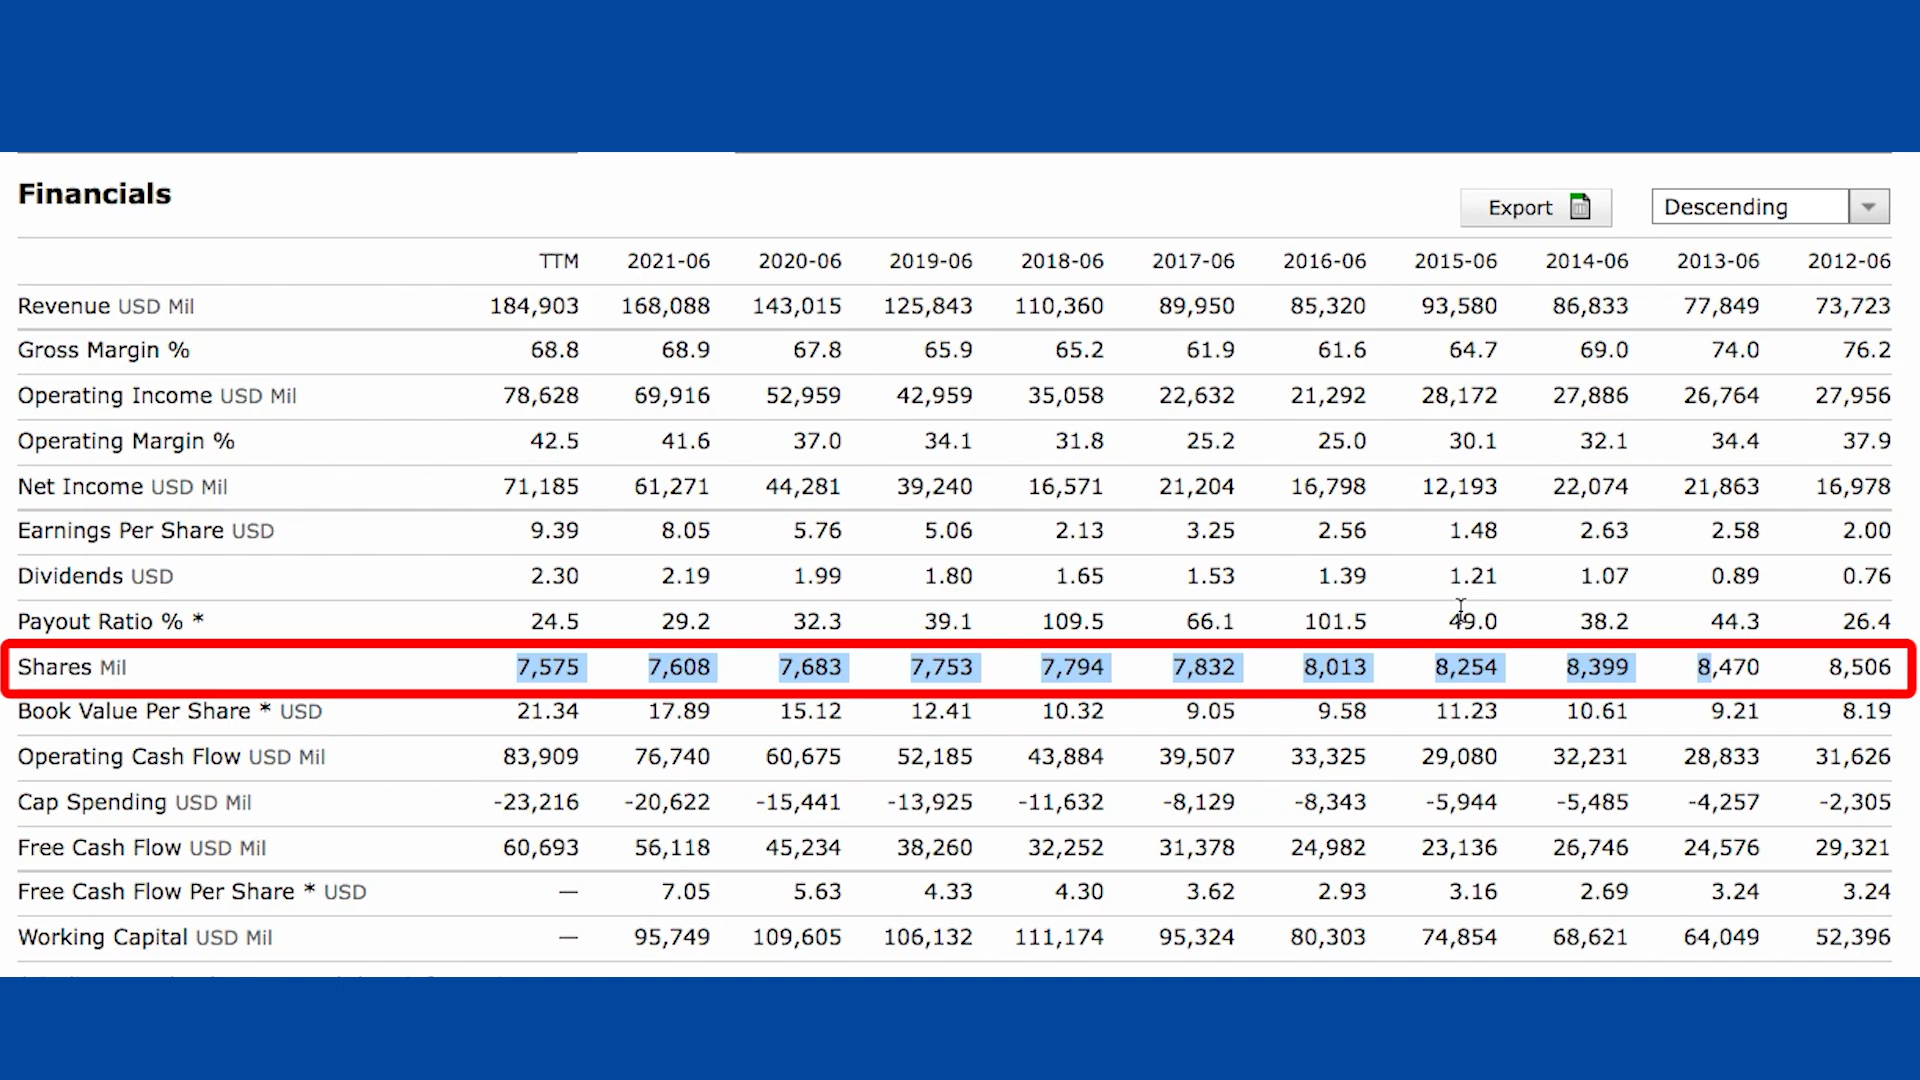 Financials
Export
Descending
TTM 2021-06 2020-06 2019-06 2018-06 2017-06 2016-06 2015-06 2014-06 2013-06 2012-06
Revenue USD Mil 184,903 168,088 143,015 125,843 110,360 89,950 85,320 93,580 86,833 77,849 73,723
Gross Margin % 68.8 68.9 67.8 65.9 65.2 61.9 61.6 64.7 69.0 74.0 76.2
Operating Income USD Mil 78,628 69,916 52,959 42,959 35,058 22,632 21,292 28,172 27,886 26,764 27,956
Operating Margin % 42.5 41.6 37.0 34.1 31.8 25.2 25.0 30.1 32.1 34.4 37.9
Net Income USD Mil 71,185 61,271 44,281 39,240 16,571 21,204 16,798 12,193 22,074 21,863 16,978
Earnings Per Share USD 9.39 8.05 5.76 5.06 2.13 3.25 2.56 1.48 2.63 2.58 2.00
Dividends USD 2.30 2.19 1.99 1.80 1.65 1.53 1.39 1.21 1.07 0.89 0.76
Payout Ratio % * 24.5 29.2 32.3 39.1 109.5 66.1 101.5 49.0 38.2 44.3 26.4
Shares Mil 7,575 7,608 7,683 7,753 7,794 7,832 8,013 8,254 8,399 8,470 8,506
Book Value Per Share * USD 21.34 17.89 15.12 12.41 10.32 9.05 9.58 11.23 10.61 9.21 8.19
Operating Cash Flow USD Mil 83,909 76,740 60,675 52,185 43,884 39,507 33,325 29,080 32,231 28,833 31,626
Cap Spending USD Mil -23,216 -20,622 -15,441 -13,925 -11,632 -8,129 -8,343 -5,944 -5,485 -4,257 -2,305
Free Cash Flow USD Mil 60,693 56,118 45,234 38,260 32,252 31,378 24,982 23,136 26,746 24,576 29,321
Free Cash Flow Per Share * USD — 7.05 5.63 4.33 4.30 3.62 2.93 3.16 2.69 3.24 3.24
Working Capital USD Mil — 95,749 109,605 106,132 111,174 95,324 80,303 74,854 68,621 64,049 52,396